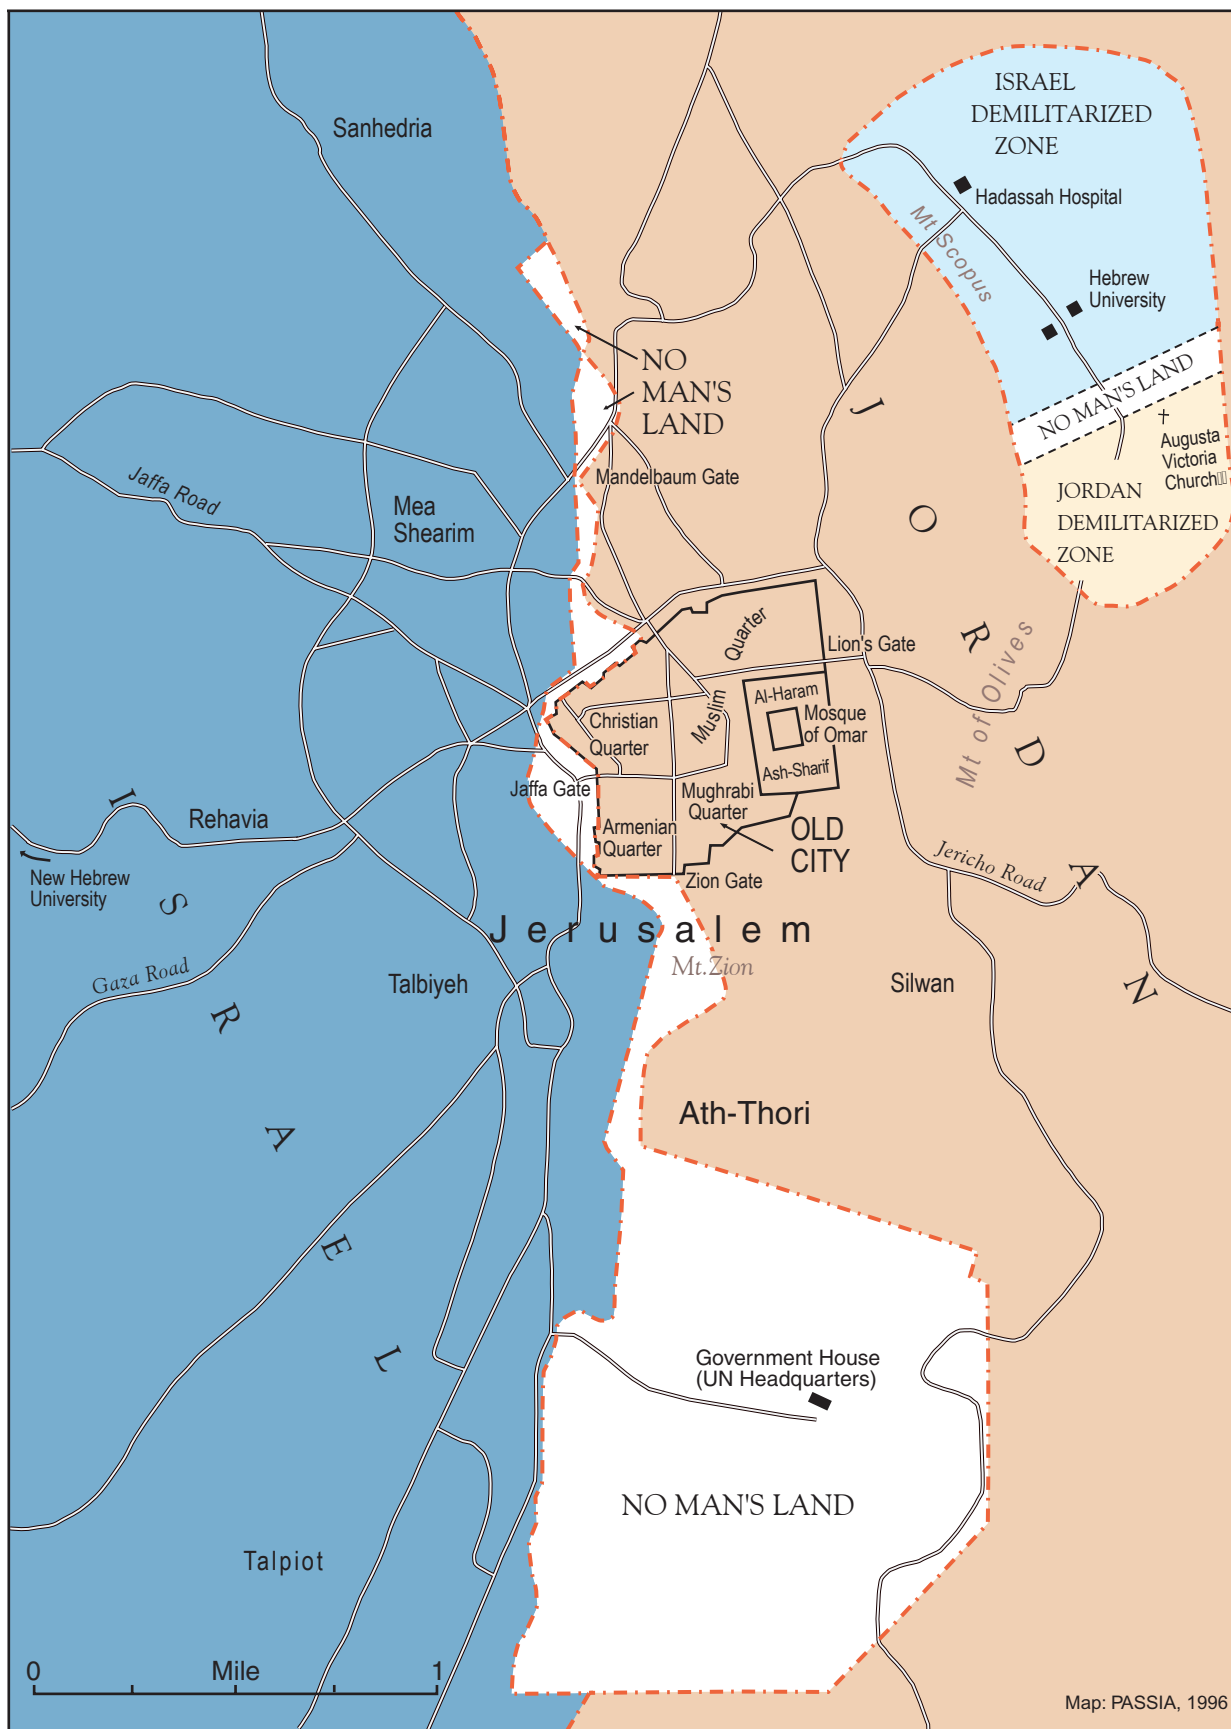 Sanhedria
ISRAEL
DEMILITARIZED
ZONE
Hadassah Hospital
Mt Scopus
Hebrew
University
NO MAN'S LAND
Augusta
Victoria
Church
JORDAN
DEMILITARIZED
ZONE
NO
MAN'S
LAND
Mandelbaum Gate
Jaffa Road
Mea
Shearim
JORDAN
Quarter
Muslim
Lion's Gate
Mt of Olives
Al-Haram
Mosque
of Omar
Ash-Sharif
Christian
Quarter
Jaffa Gate
Mughrabi
Quarter
Armenian
Quarter
OLD
CITY
Zion Gate
Rehavia
New Hebrew
University
ISRAEL
Jericho Road
Jerusalem
Mt.Zion
Gaza Road
Talbiyeh
Silwan
Ath-Thori
Government House
(UN Headquarters)
NO MAN'S LAND
Talpiot
0 Mile 1
Map: PASSIA, 1996